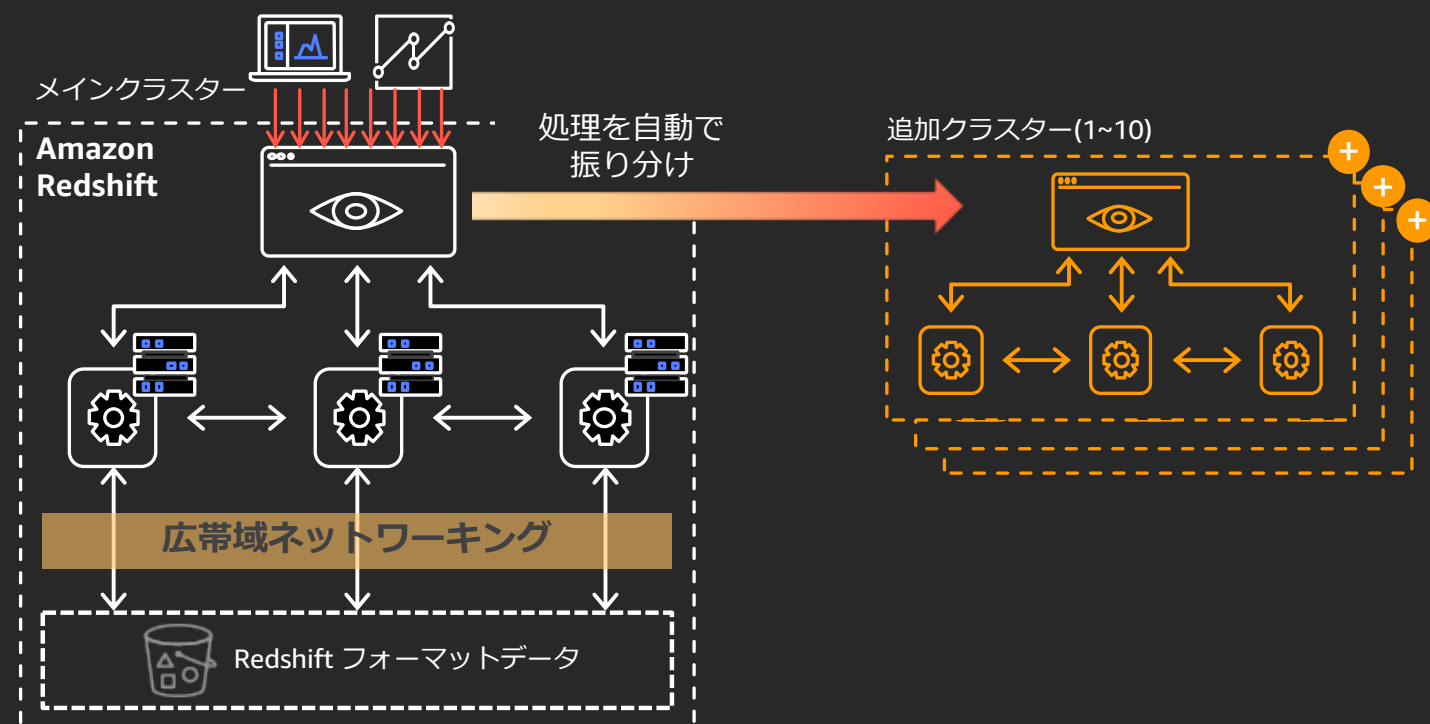 メインクラスター
Amazon
Redshift
処理を自動で
振り分け
追加クラスター(1~10)
広帯域ネットワーキング
Redshift フォーマットデータ